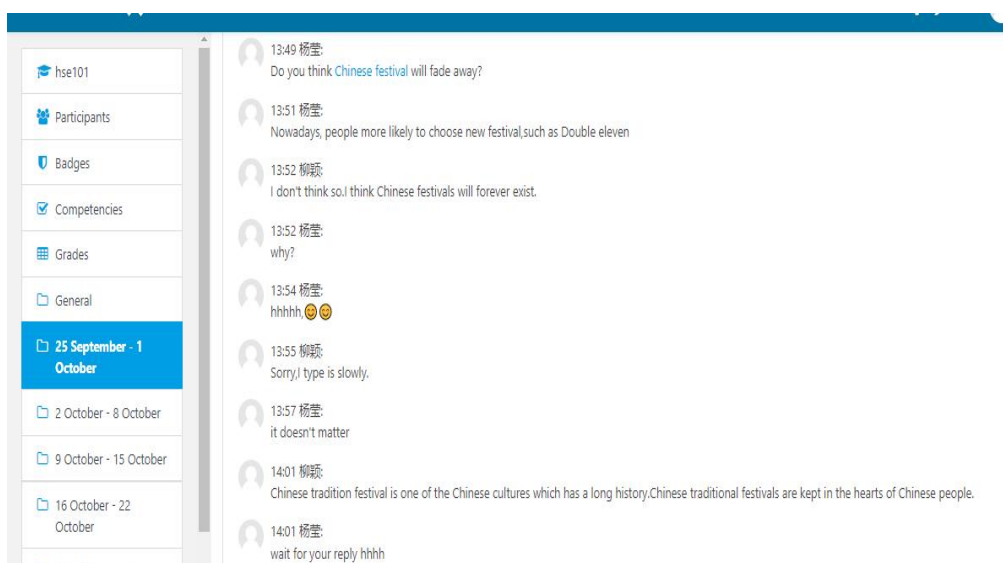 hse101
Participants
Badges
Competencies
Grades
General
25 September - 1
October
2 October - 8 October
9 October - 15 October
16 October - 22
October
13:49 杨莹:
Do you think Chinese festival will fade away?
13:51 杨莹:
Nowadays, people more likely to choose new festival,such as Double eleven
13:52 柳颖:
I don't think so.I think Chinese festivals will forever exist.
13:52 杨莹:
why?
13:54 杨莹:
hhhhh,😊😊
13:55 柳颖:
Sorry,I type is slowly.
13:57 杨莹:
it doesn't matter
14:01 柳颖:
Chinese tradition festival is one of the Chinese cultures which has a long history.Chinese traditional festivals are kept in the hearts of Chinese people.
14:01 杨莹:
wait for your reply hhhh